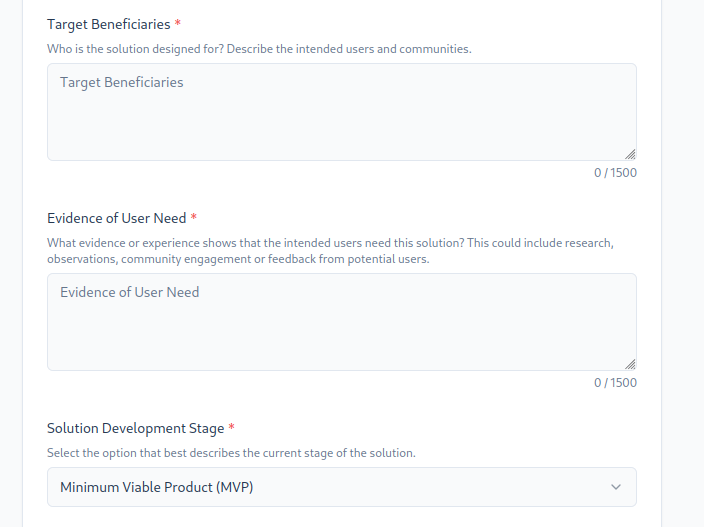 Target Beneficiaries *
Who is the solution designed for? Describe the intended users and communities.
Target Beneficiaries
0 / 1500
Evidence of User Need *
What evidence or experience shows that the intended users need this solution? This could include research,
observations, community engagement or feedback from potential users.
Evidence of User Need
0 / 1500
Solution Development Stage *
Select the option that best describes the current stage of the solution.
Minimum Viable Product (MVP)